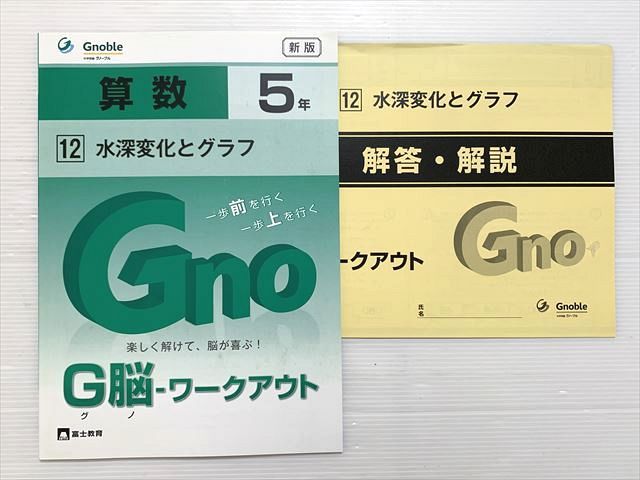 Gnoble
中学受験 グノーブル
新版
算数
5年
12 水深変化とグラフ
一歩前を行く
一歩上を行く
Gno
楽しく解けて、脳が喜ぶ!
G脳-ワークアウト
グ ノ
富士教育
12 水深変化とグラフ
解答・解説
Gno
ークアウト
氏名
Gnoble
中学受験 グノーブル